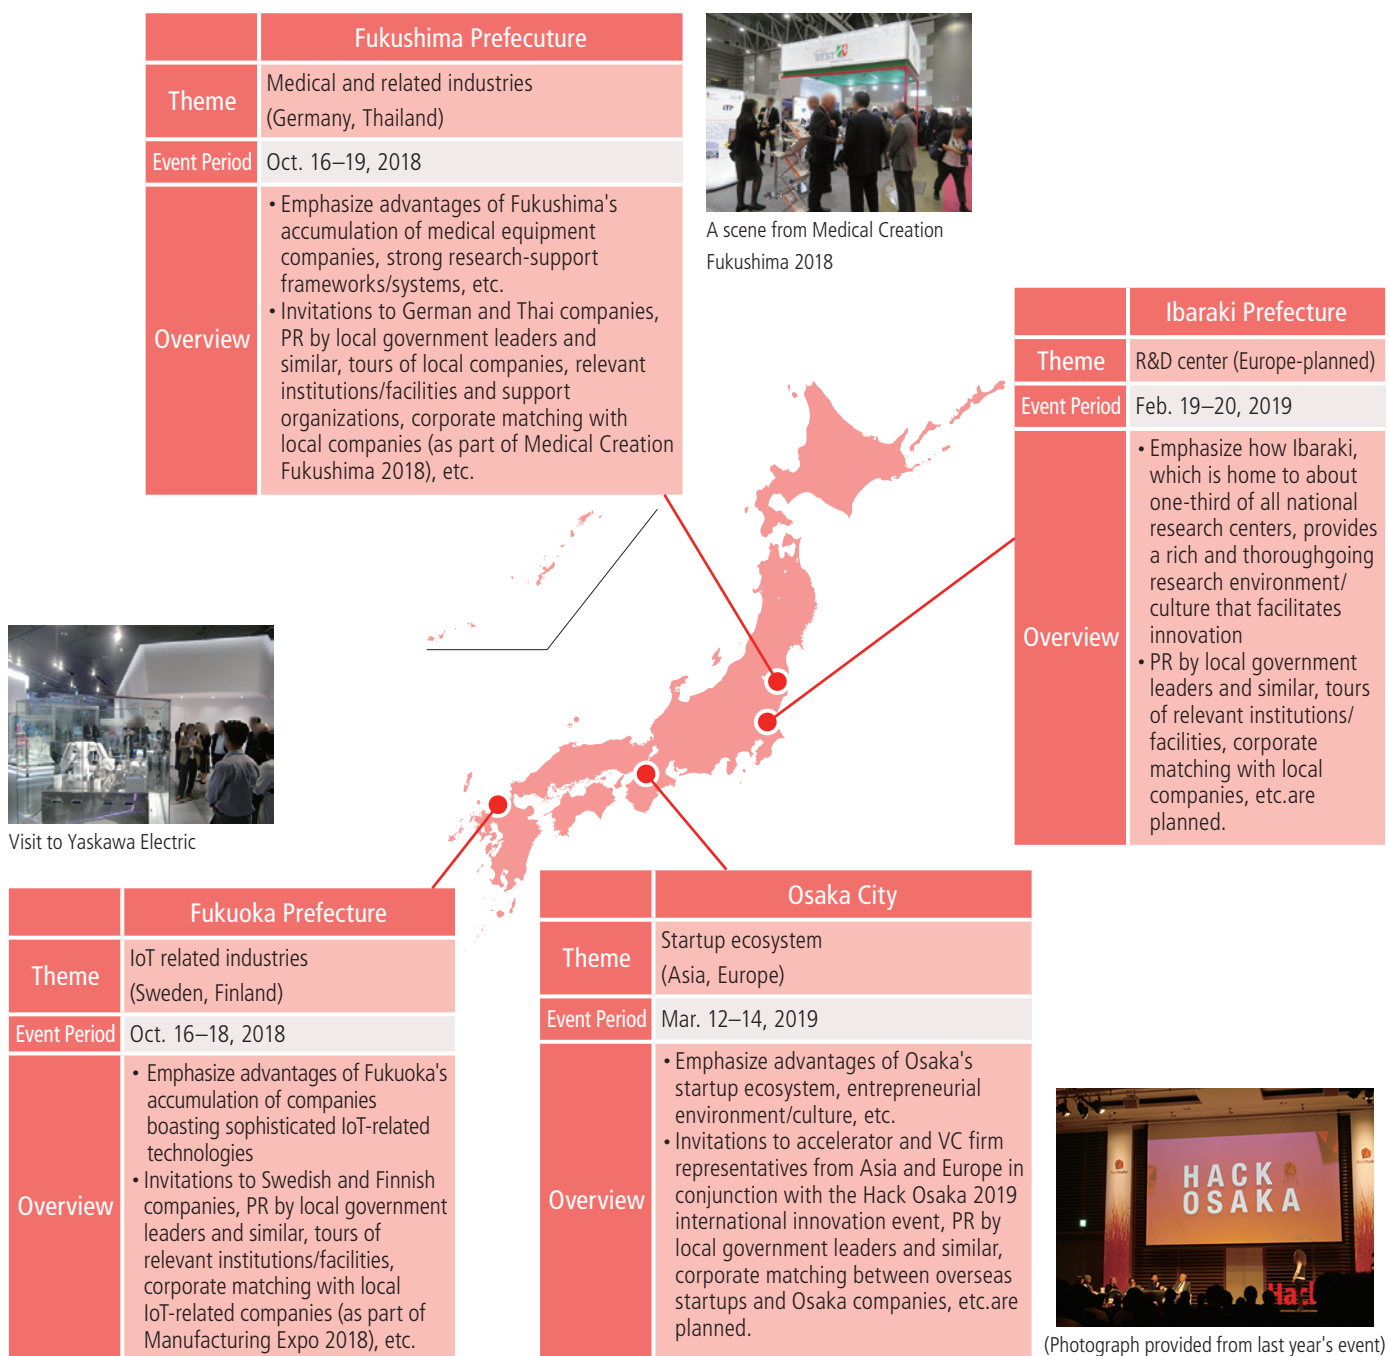 Fukushima Prefecuture
Theme
Medical and related industries
(Germany, Thailand)
Event Period
Oct. 16–19, 2018
Overview
• Emphasize advantages of Fukushima's
accumulation of medical equipment
companies, strong research-support
frameworks/systems, etc.
• Invitations to German and Thai companies,
PR by local government leaders and
similar, tours of local companies, relevant
institutions/facilities and support
organizations, corporate matching with
local companies (as part of Medical Creation
Fukushima 2018), etc.
BEST
iTP
A scene from Medical Creation
Fukushima 2018
Ibaraki Prefecture
Theme
R&D center (Europe-planned)
Event Period
Feb. 19–20, 2019
Overview
• Emphasize how Ibaraki,
which is home to about
one-third of all national
research centers, provides
a rich and thoroughgoing
research environment/
culture that facilitates
innovation
• PR by local government
leaders and similar, tours
of relevant institutions/
facilities, corporate
matching with local
companies, etc.are
planned.
Visit to Yaskawa Electric
Fukuoka Prefecture
Theme
IoT related industries
(Sweden, Finland)
Event Period
Oct. 16–18, 2018
Overview
• Emphasize advantages of Fukuoka's
accumulation of companies
boasting sophisticated IoT-related
technologies
• Invitations to Swedish and Finnish
companies, PR by local government
leaders and similar, tours of
relevant institutions/facilities,
corporate matching with local
IoT-related companies (as part of
Manufacturing Expo 2018), etc.
Osaka City
Theme
Startup ecosystem
(Asia, Europe)
Event Period
Mar. 12–14, 2019
Overview
• Emphasize advantages of Osaka's
startup ecosystem, entrepreneurial
environment/culture, etc.
• Invitations to accelerator and VC firm
representatives from Asia and Europe in
conjunction with the Hack Osaka 2019
international innovation event, PR by
local government leaders and similar,
corporate matching between overseas
startups and Osaka companies, etc.are
planned.
HACK
OSAKA
Hack
(Photograph provided from last year's event)